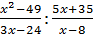 x²−49 / 3x−24 : 5x+35 / x−8